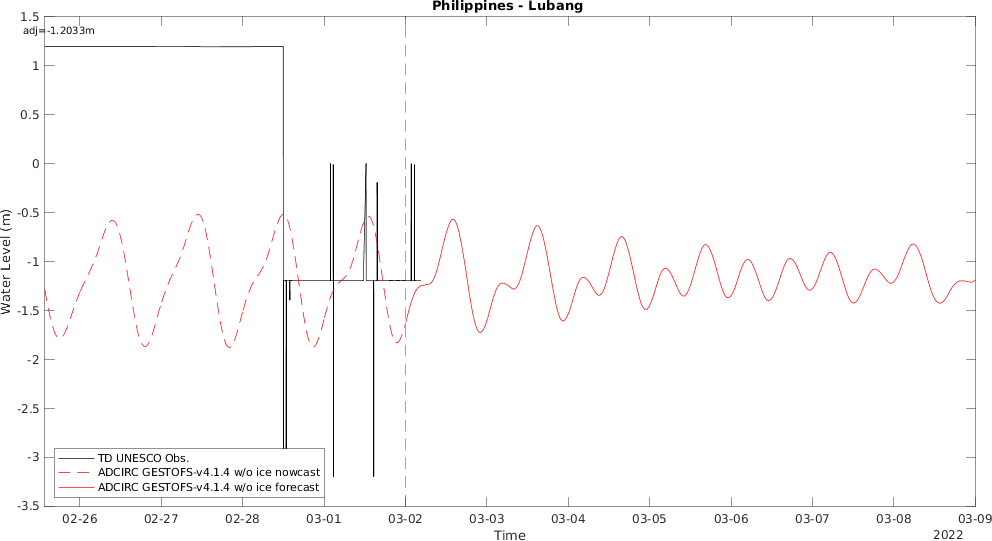 Philippines - Lubang
adj=-1.2033m
1.5
1
0.5
0
-0.5
-1
-1.5
-2
-2.5
-3
-3.5
Water Level (m)
TD UNESCO Obs.
ADCIRC GESTOFS-v4.1.4 w/o ice nowcast
ADCIRC GESTOFS-v4.1.4 w/o ice forecast
02-26 02-27 02-28 03-01 03-02 03-03 03-04 03-05 03-06 03-07 03-08 03-09
Time
2022